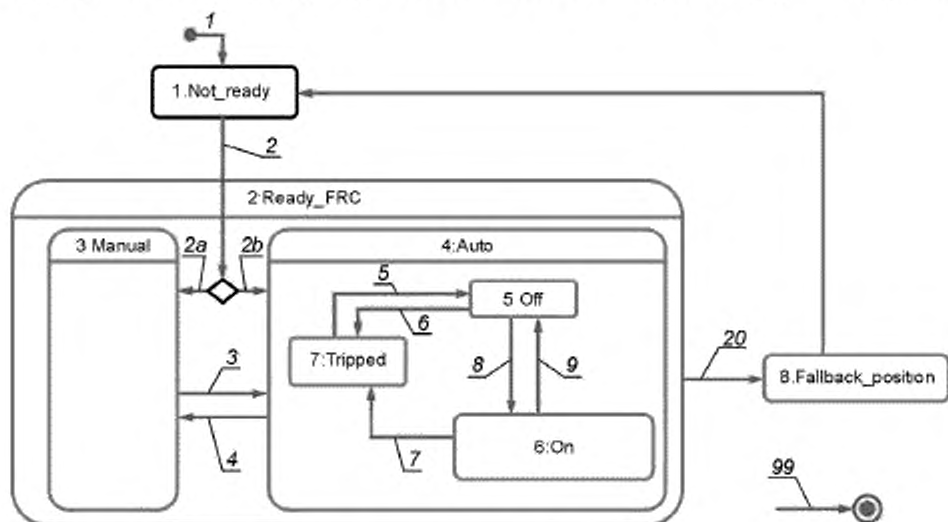 1
1.Not_ready
2
2:Ready_FRC
3 Manual
2a
2b
4:Auto
5
5 Off
6
7:Tripped
8
9
20
3
8.Fallback_position
4
7
6:On
99